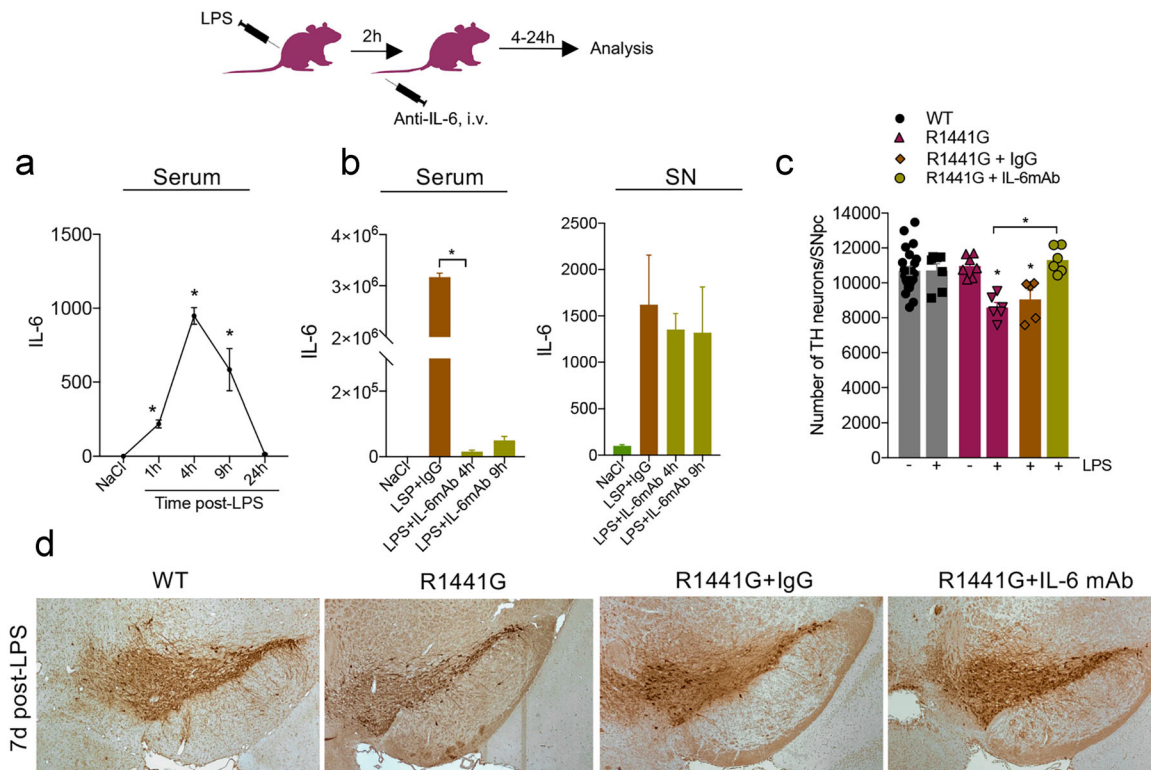 LPS
2h
4-24h
Analysis
Anti-IL-6, i.v.
WT
R1441G
R1441G + IgG
R1441G + IL-6mAb
a
Serum
IL-6
1500
1000
500
0
NaCl
1h
4h
9h
24h
Time post-LPS
*
*
*
b
Serum
IL-6
4×10⁶
3×10⁶
2×10⁶
2×10⁵
0
*
NaCl
LSP+IgG
LPS+IL-6mAb 4h
LPS+IL-6mAb 9h
SN
IL-6
2500
2000
1500
1000
500
0
NaCl
LSP+IgG
LPS+IL-6mAb 4h
LPS+IL-6mAb 9h
c
Number of TH neurons/SNpc
14000
12000
10000
8000
6000
4000
2000
0
*
*
*
- + - + + + LPS
d
WT
R1441G
R1441G+IgG
R1441G+IL-6 mAb
7d post-LPS